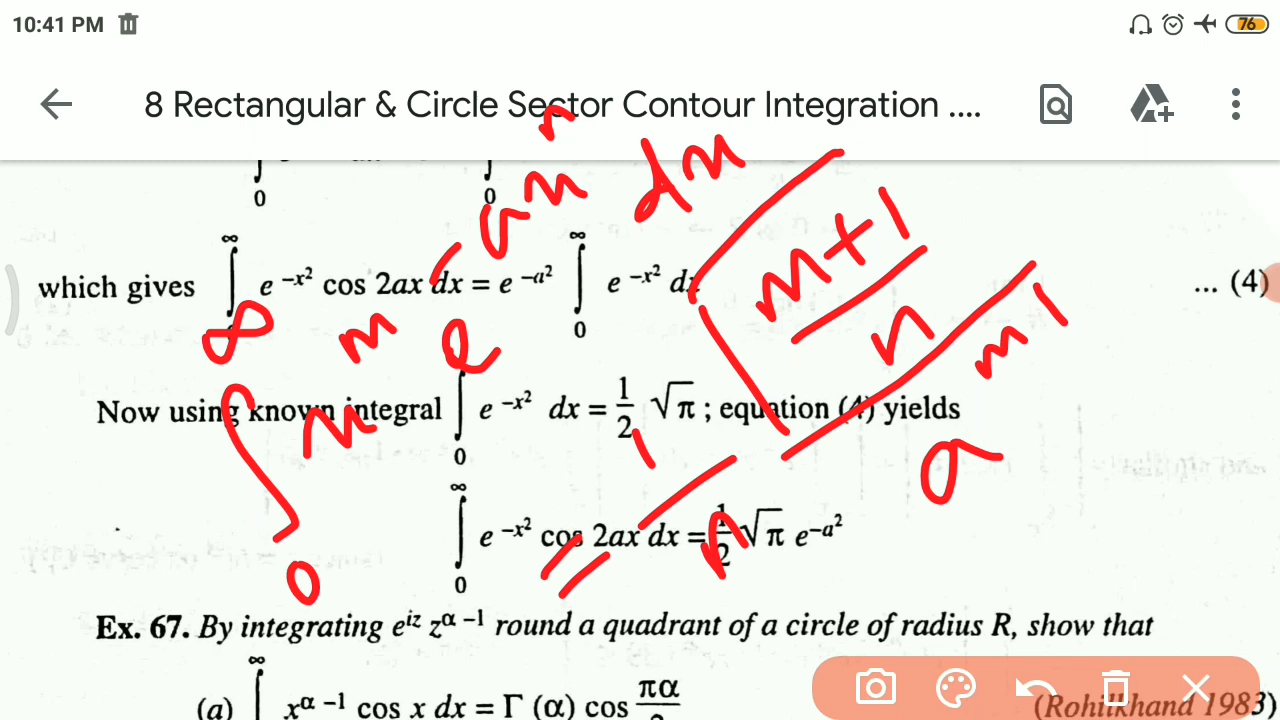 10:41 PM 76
8 Rectangular & Circle Sector Contour Integration ....
0 0
which gives ∫₀^∞ e^{-x²} cos 2ax dx = e^{-a²} ∫₀^∞ e^{-x²} dx ... (4)
Now using known integral ∫₀ e^{-x²} dx = 1/2 √π ; equation (4) yields
∫₀^∞ e^{-x²} cos 2ax dx = 1/2 √π e^{-a²}
Ex. 67. By integrating e^{iz} z^{α-1} round a quadrant of a circle of radius R, show that
(a) ∫^∞ x^{α-1} cos x dx = Γ (α) cos πα/2 (Rohilkhand 1983)
∞ ∫ 0 x m e - a x n dx
= 1 n m+1 n a m 1